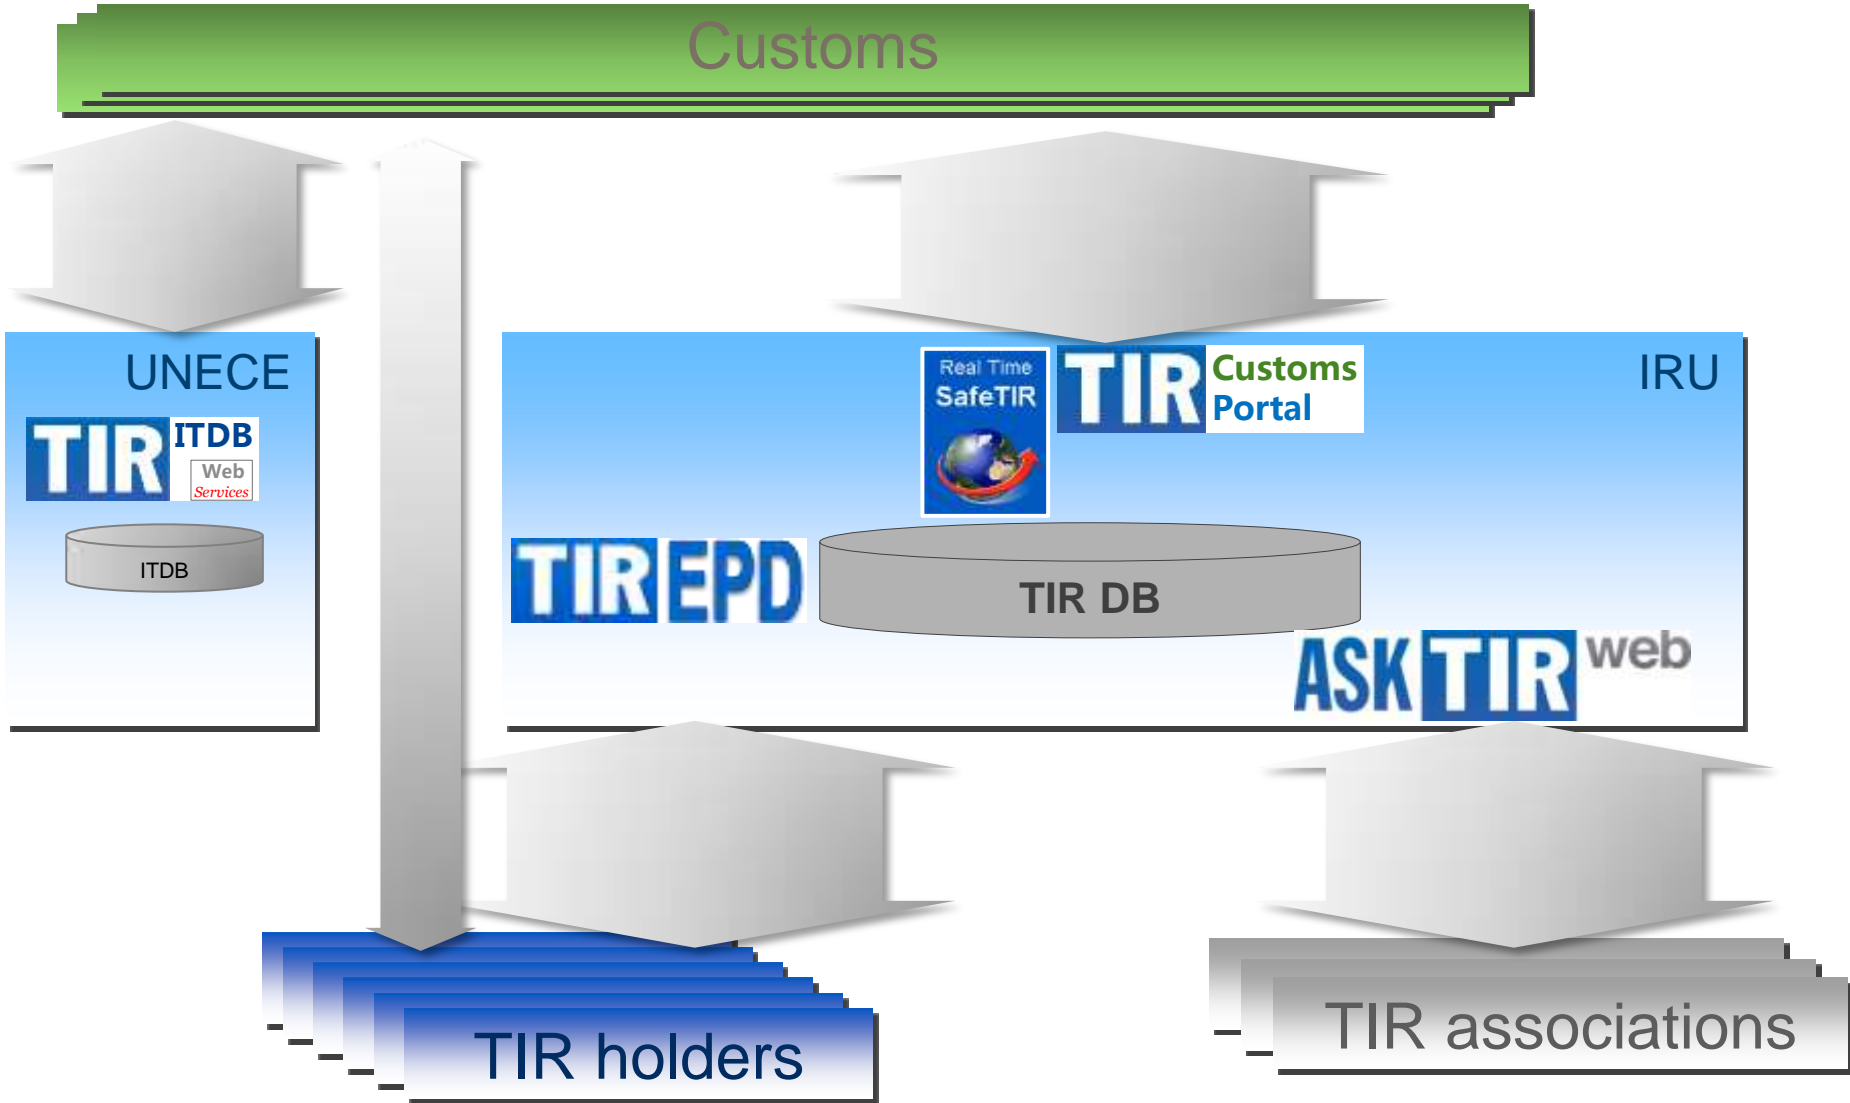 Customs
UNECE
TIR ITDB
Web
Services
ITDB
Real Time
SafeTIR
TIR Customs
Portal
IRU
TIR EPD
TIR DB
ASK TIR web
TIR holders
TIR associations